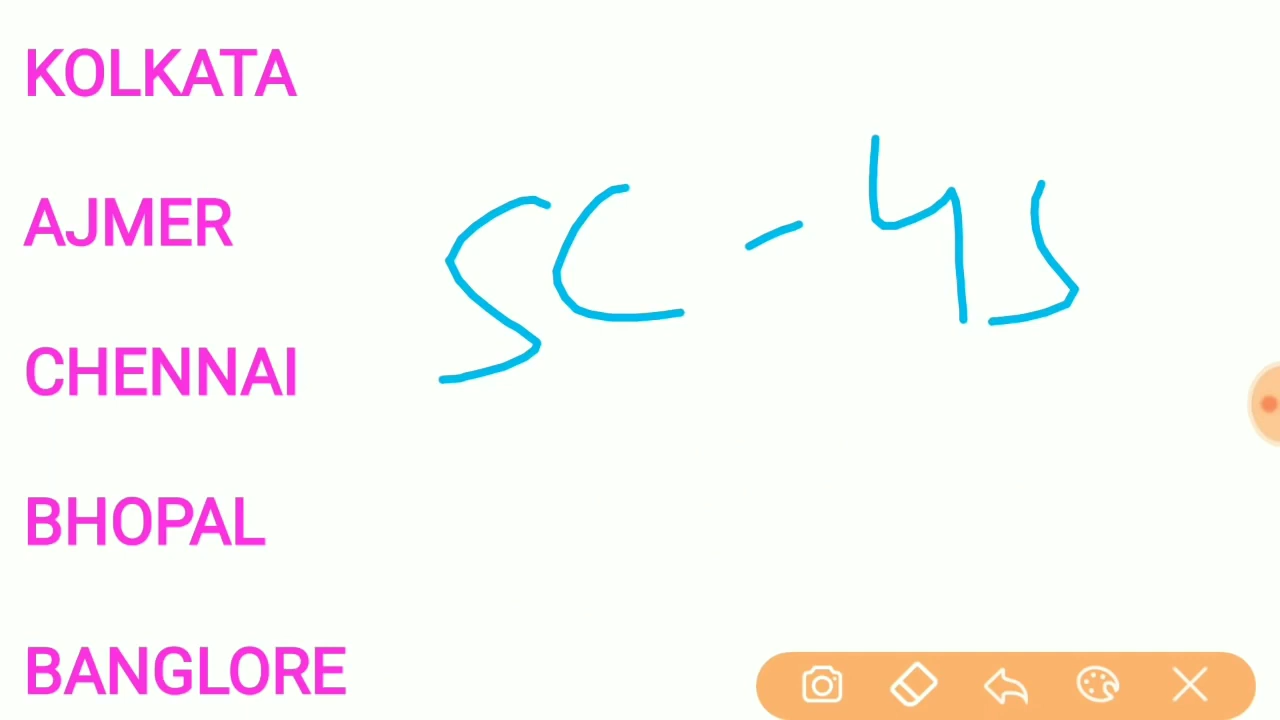 KOLKATA
AJMER
SC - 45
CHENNAI
BHOPAL
BANGLORE